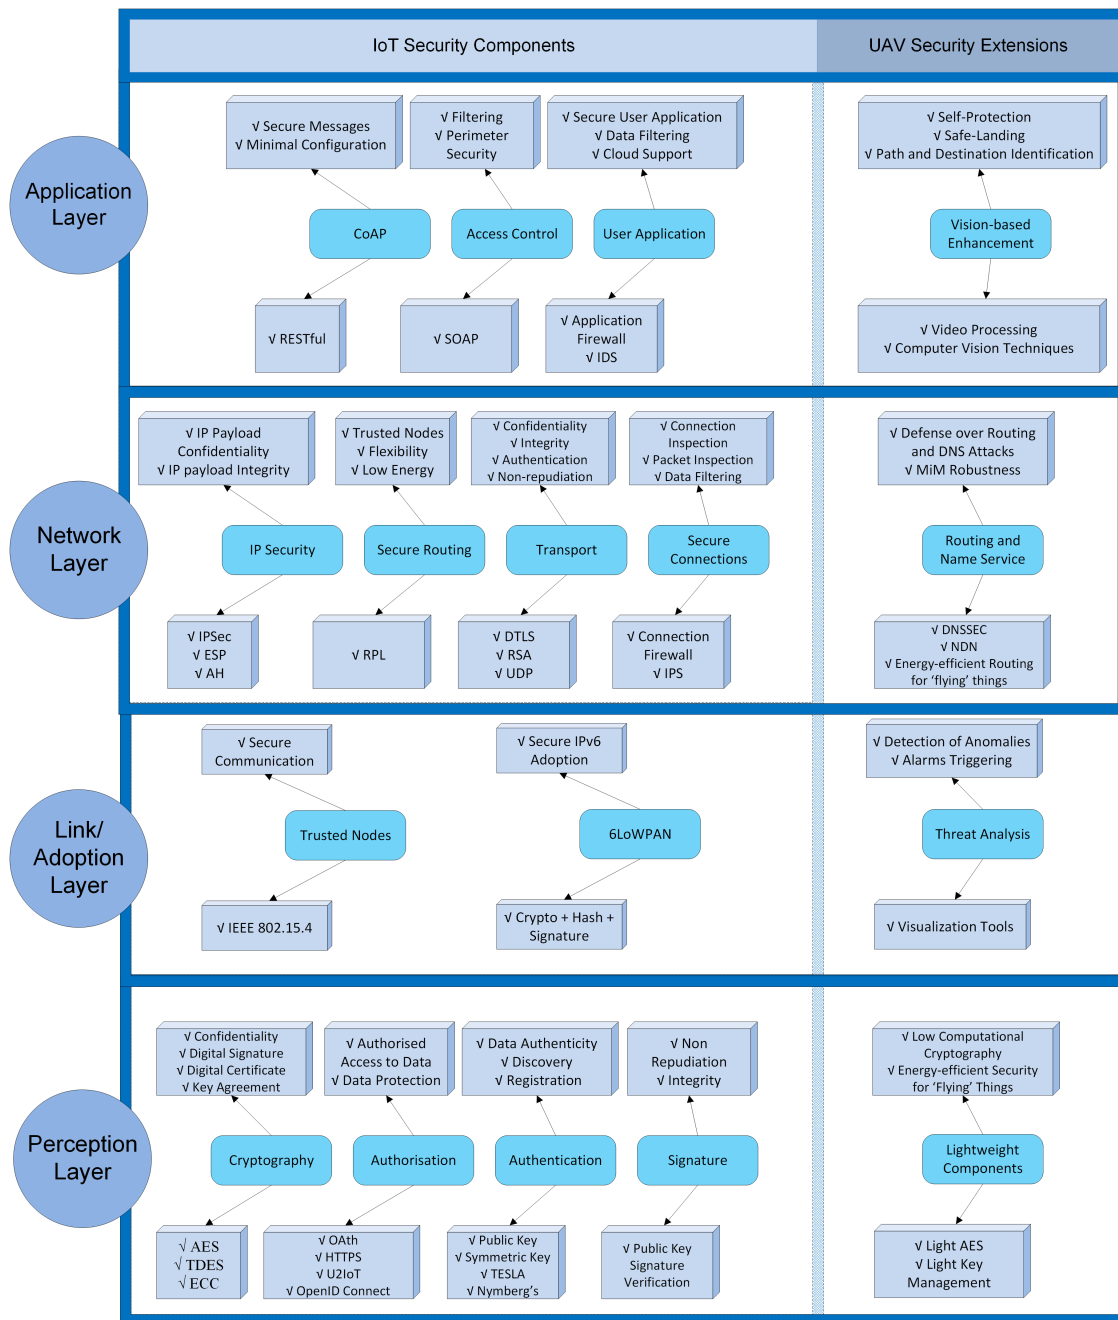 IoT Security Components
UAV Security Extensions
Application
Layer
√ Secure Messages
√ Minimal Configuration
√ Filtering
√ Perimeter
Security
√ Secure User Application
√ Data Filtering
√ Cloud Support
√ Self-Protection
√ Safe-Landing
√ Path and Destination Identification
CoAP
Access Control
User Application
Vision-based
Enhancement
√ RESTful
√ SOAP
√ Application
Firewall
√ IDS
√ Video Processing
√ Computer Vision Techniques
Network
Layer
√ IP Payload
Confidentiality
√ IP payload Integrity
√ Trusted Nodes
√ Flexibility
√ Low Energy
√ Confidentiality
√ Integrity
√ Authentication
√ Non-repudiation
√ Connection
Inspection
√ Packet Inspection
√ Data Filtering
√ Defense over Routing
and DNS Attacks
√ MiM Robustness
IP Security
Secure Routing
Transport
Secure
Connections
Routing and
Name Service
√ IPSec
√ ESP
√ AH
√ RPL
√ DTLS
√ RSA
√ UDP
√ Connection
Firewall
√ IPS
√ DNSSEC
√ NDN
√ Energy-efficient Routing
for ‘flying’ things
Link/
Adoption
Layer
√ Secure
Communication
√ Secure IPv6
Adoption
√ Detection of Anomalies
√ Alarms Triggering
Trusted Nodes
6LoWPAN
Threat Analysis
√ IEEE 802.15.4
√ Crypto + Hash +
Signature
√ Visualization Tools
Perception
Layer
√ Confidentiality
√ Digital Signature
√ Digital Certificate
√ Key Agreement
√ Authorised
Access to Data
√ Data Protection
√ Data Authenticity
√ Discovery
√ Registration
√ Non
Repudiation
√ Integrity
√ Low Computational
Cryptography
√ Energy-efficient Security
for ‘Flying’ Things
Cryptography
Authorisation
Authentication
Signature
Lightweight
Components
√ AES
√ TDES
√ ECC
√ OAth
√ HTTPS
√ U2IoT
√ OpenID Connect
√ Public Key
√ Symmetric Key
√ TESLA
√ Nymberg’s
√ Public Key
Signature
Verification
√ Light AES
√ Light Key
Management